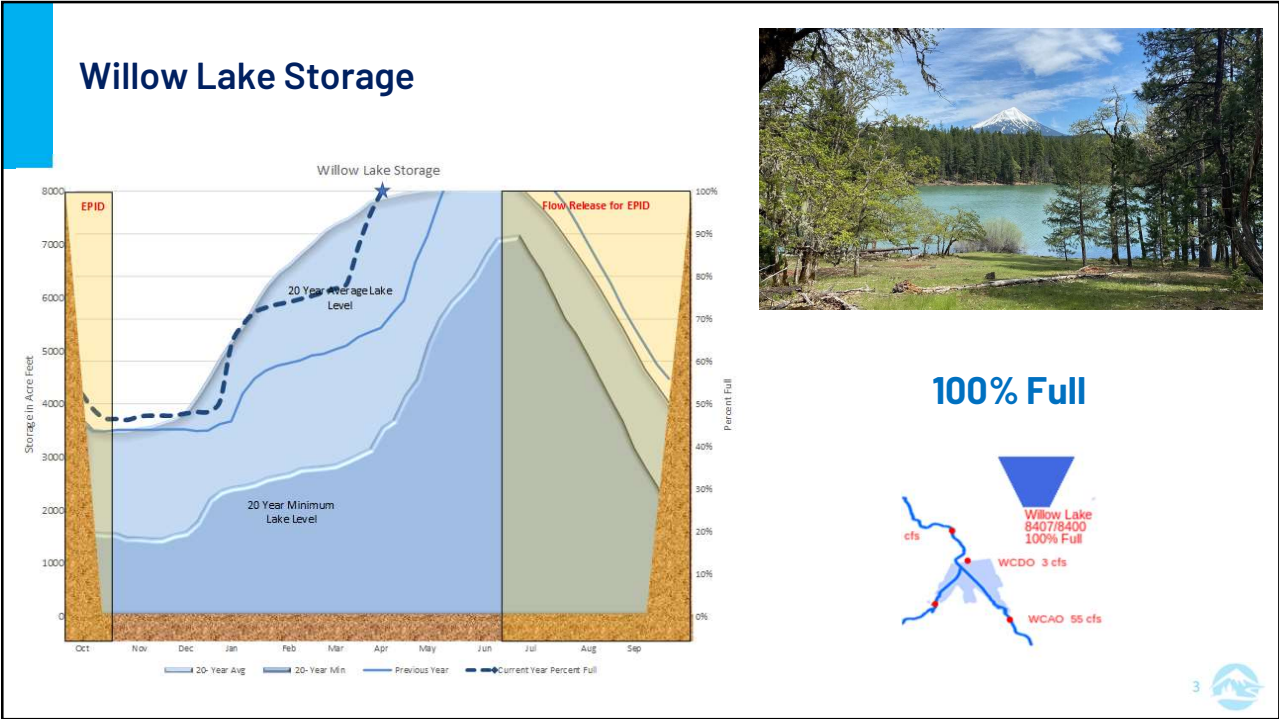 Willow Lake Storage
Willow Lake Storage
8000
7000
6000
5000
4000
3000
2000
1000
0
Storage in Acre Feet
EPID
20 Year Average Lake
Level
20 Year Minimum
Lake Level
Flow Release for EPID
100%
90%
80%
70%
60%
50%
40%
30%
20%
10%
0%
Percent Full
Oct Nov Dec Jan Feb Mar Apr May Jun Jul Aug Sep
20- Year Avg 20- Year Min Previous Year Current Year Percent Full
100% Full
Willow Lake
8407/8400
100% Full
cfs
WCDO 3 cfs
WCAO 55 cfs
3